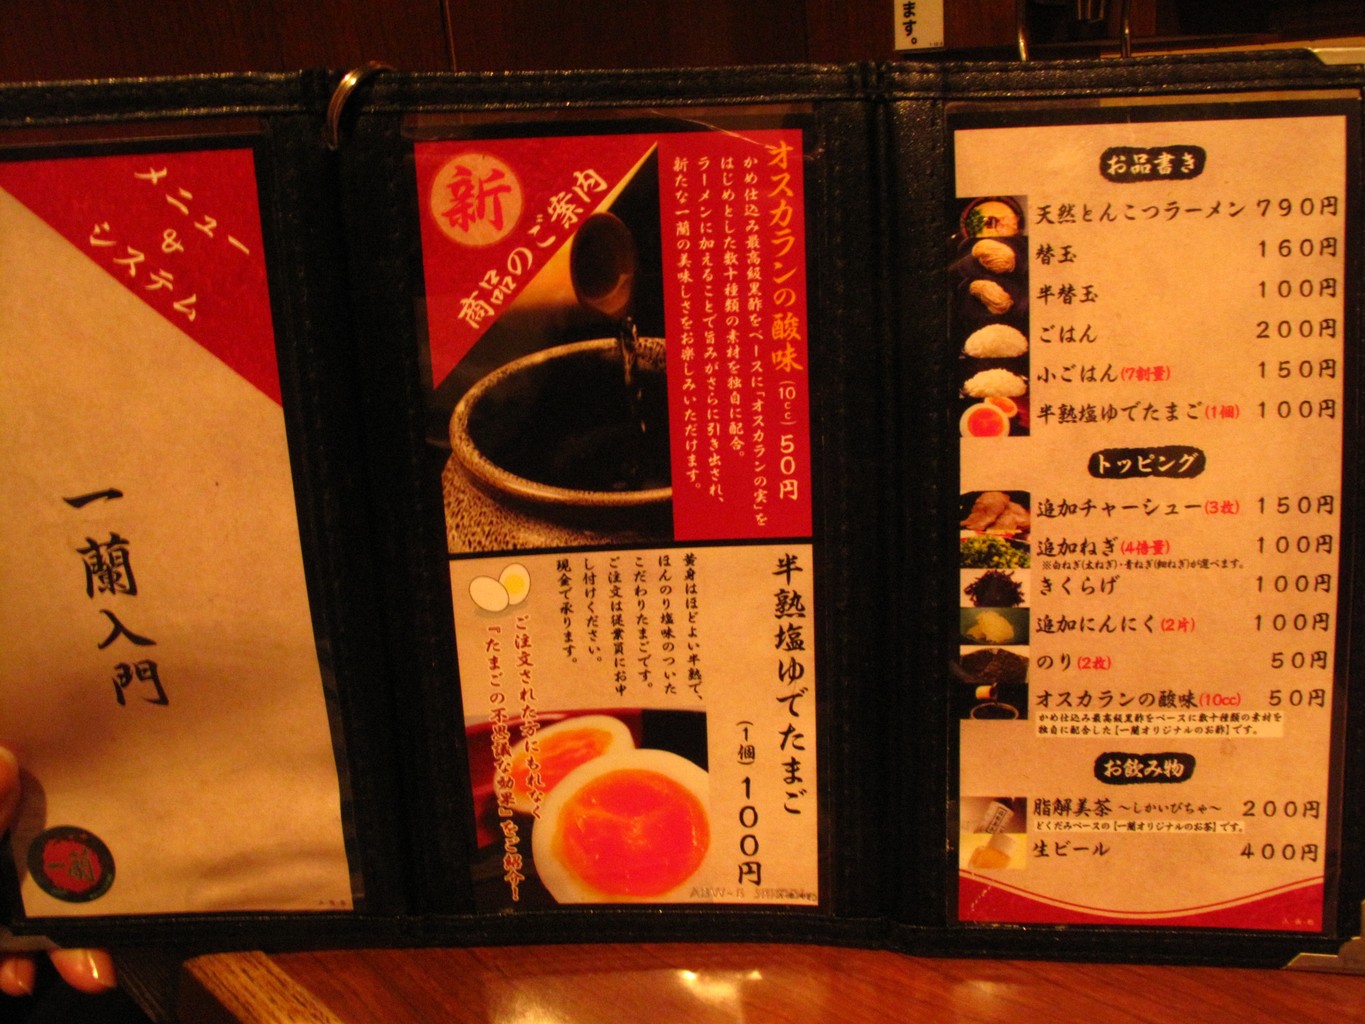 ます。
メニュー
&
システム
一蘭入門
一蘭
新
商品のご案内
オスカランの酸味(10cc)50円
かめ仕込み最高級黒酢をベースに「オスカランの実」を
はじめとした数十種類の素材を独自に配合。
ラーメンに加えることで旨みがさらに引き出され、
新たな一蘭の美味しさをお楽しみいただけます。
半熟塩ゆでたまご
(1個)100円
黄身はほどよい半熟で、
ほんのり塩味のついた
こだわりたまごです。
ご注文は従業員にお申
し付けください。
現金で承ります。
ご注文された方にもれなく
『たまごの不思議な効果』をご紹介!
お品書き
天然とんこつラーメン 790円
替玉 160円
半替玉 100円
ごはん 200円
小ごはん(7割量) 150円
半熟塩ゆでたまご(1個) 100円
トッピング
追加チャーシュー(3枚) 150円
追加ねぎ(4倍量) 100円
※白ねぎ(太ねぎ)・青ねぎ(細ねぎ)が選べます。
きくらげ 100円
追加にんにく(2片) 100円
のり(2枚) 50円
オスカランの酸味(10cc) 50円
かめ仕込み最高級黒酢をベースに数十種類の素材を
独自に配合した【一蘭オリジナルのお酢】です。
お飲み物
脂解美茶 〜しかいびちゃ〜 200円
どくだみベースの【一蘭オリジナルのお茶】です。
生ビール 400円